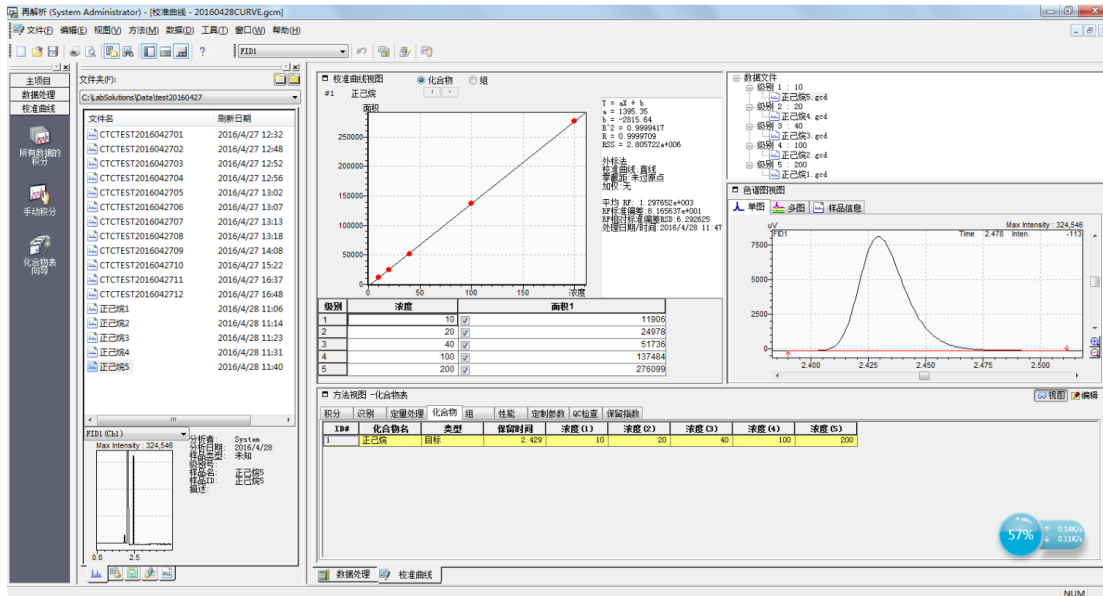 再解析 (System Administrator) - [校准曲线 - 20160428CURVE.gcm]
文件(F) 编辑(E) 视图(V) 方法(M) 数据(D) 工具(T) 窗口(W) 帮助(H)
FID1
主项目
数据处理
校准曲线
所有数据的
积分
手动积分
化合物表
向导
文件夹(F):
C:\LabSolutions\Data\test20160427
文件名 刷新日期
CTCTEST2016042701 2016/4/27 12:32
CTCTEST2016042702 2016/4/27 12:48
CTCTEST2016042703 2016/4/27 12:52
CTCTEST2016042704 2016/4/27 12:56
CTCTEST2016042705 2016/4/27 13:02
CTCTEST2016042706 2016/4/27 13:07
CTCTEST2016042707 2016/4/27 13:13
CTCTEST2016042708 2016/4/27 13:18
CTCTEST2016042709 2016/4/27 14:08
CTCTEST2016042710 2016/4/27 15:22
CTCTEST2016042711 2016/4/27 16:37
CTCTEST2016042712 2016/4/27 16:48
正己烷1 2016/4/28 11:06
正己烷2 2016/4/28 11:14
正己烷3 2016/4/28 11:23
正己烷4 2016/4/28 11:31
正己烷5 2016/4/28 11:40
FID1 (Ch1)
Max Intensity : 324,546
0.0 2.5
分析者: System
分析日期: 2016/4/28
样品类型: 未知
级别号:
样品名: 正己烷5
样品ID: 正己烷5
描述:
校准曲线视图 化合物 组
#1 正己烷
面积
250000
200000
150000
100000
50000
0
0 50 100 150 浓度
Y = aX + b
a = 1395.35
b = -2815.64
R^2 = 0.9999417
R = 0.9999709
RSS = 2.805722e+006
外标法
校准曲线:直线
零截距:未过原点
加权:无
平均 RF: 1.297652e+003
RF标准偏差:8.165637e+001
RF相对标准偏差RSD:6.292625
处理日期/时间:2016/4/28 11:47
级别 浓度 面积1
1 10 11906
2 20 24978
3 40 51736
4 100 137484
5 200 276099
数据文件
级别 1 : 10
正己烷5.gcd
级别 2 : 20
正己烷4.gcd
级别 3 : 40
正己烷3.gcd
级别 4 : 100
正己烷2.gcd
级别 5 : 200
正己烷1.gcd
色谱图视图
单图 多图 样品信息
uV Max Intensity : 324,546
FID1 Time 2.478 Inten. -113
7500
5000
2500
0
2.400 2.425 2.450 2.475 2.500
方法视图 -化合物表
视图 编辑
积分 识别 定量处理 化合物 组 性能 定制参数 QC检查 保留指数
ID# 化合物名 类型 保留时间 浓度(1) 浓度(2) 浓度(3) 浓度(4) 浓度(5)
1 正己烷 目标 2.429 10 20 40 100 200
57% 0.14K/s
0.11K/s
数据处理 校准曲线
NUM